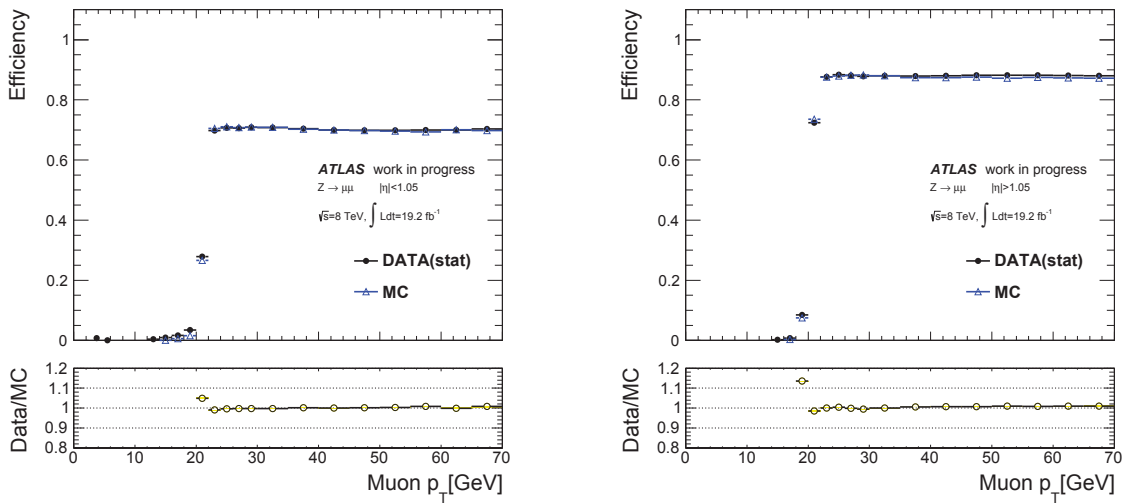 Efficiency
1
0.8
0.6
0.4
0.2
0
ATLAS work in progress
Z → μμ |η|<1.05
√s=8 TeV, ∫ Ldt=19.2 fb⁻¹
DATA(stat)
MC
Data/MC
1.2
1.1
1
0.9
0.8
0 10 20 30 40 50 60 70
Muon p_T[GeV]
Efficiency
1
0.8
0.6
0.4
0.2
0
ATLAS work in progress
Z → μμ |η|>1.05
√s=8 TeV, ∫ Ldt=19.2 fb⁻¹
DATA(stat)
MC
Data/MC
1.2
1.1
1
0.9
0.8
0 10 20 30 40 50 60 70
Muon p_T[GeV]